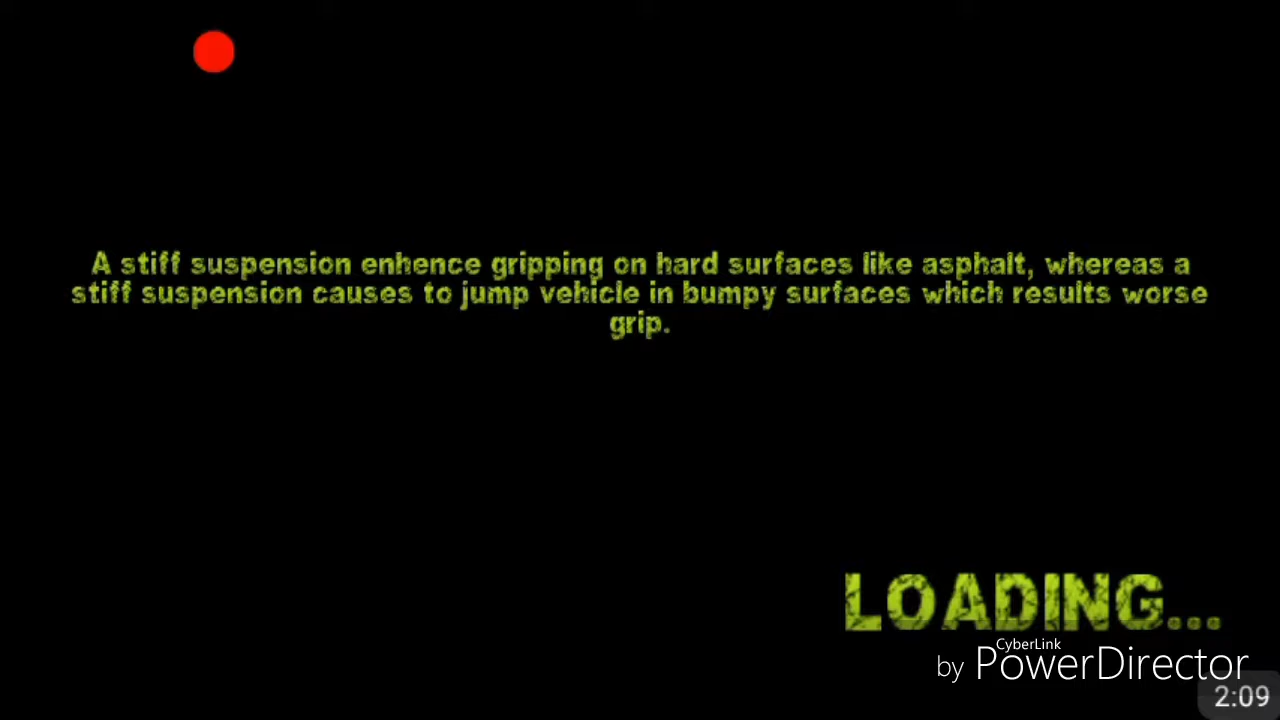 A stiff suspension enhence gripping on hard surfaces like asphalt, whereas a
stiff suspension causes to jump vehicle in bumpy surfaces which results worse
grip.
LOADING...
CyberLink
by PowerDirector
2:09